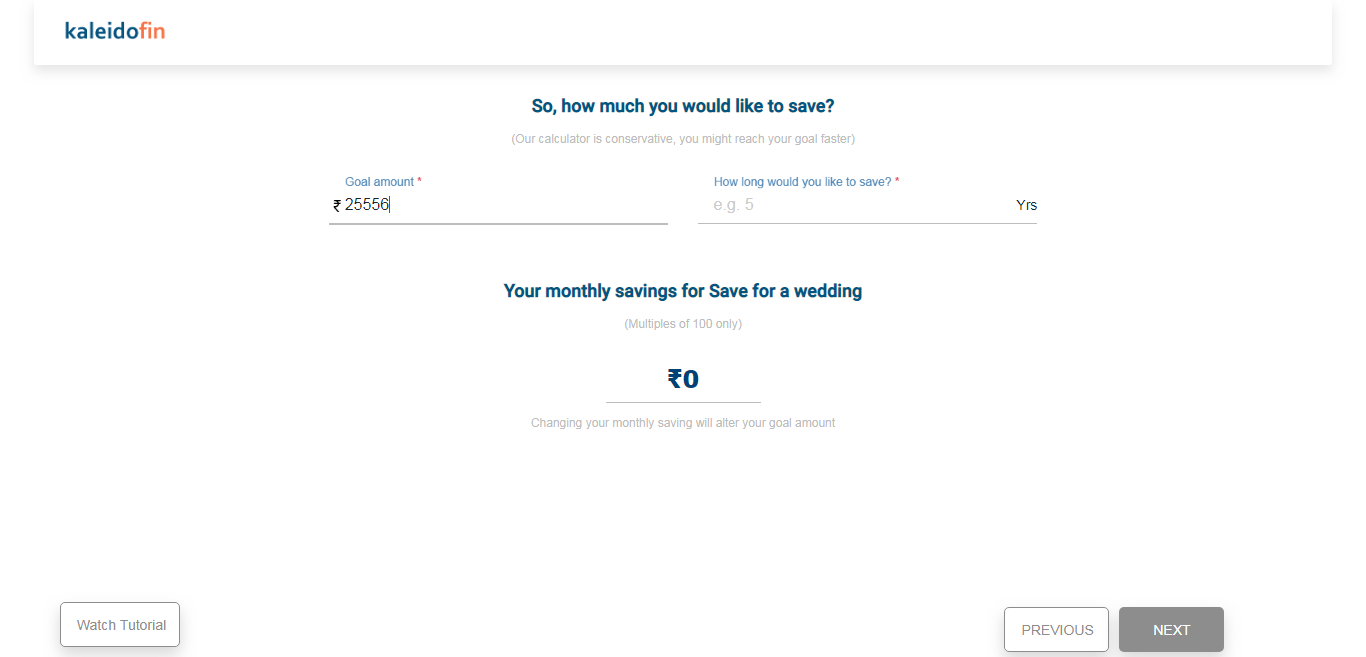 kaleidofin
So, how much you would like to save?
(Our calculator is conservative, you might reach your goal faster)
Goal amount *
How long would you like to save? *
₹ 25556
e.g. 5
Yrs
Your monthly savings for Save for a wedding
(Multiples of 100 only)
₹0
Changing your monthly saving will alter your goal amount
Watch Tutorial
PREVIOUS
NEXT